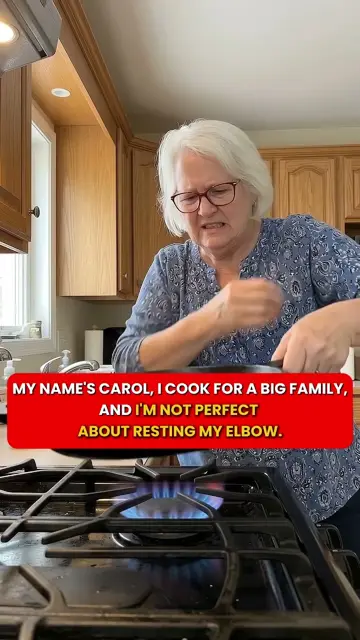 MY NAME'S CAROL, I COOK FOR A BIG FAMILY,
AND I'M NOT PERFECT
ABOUT RESTING MY ELBOW.